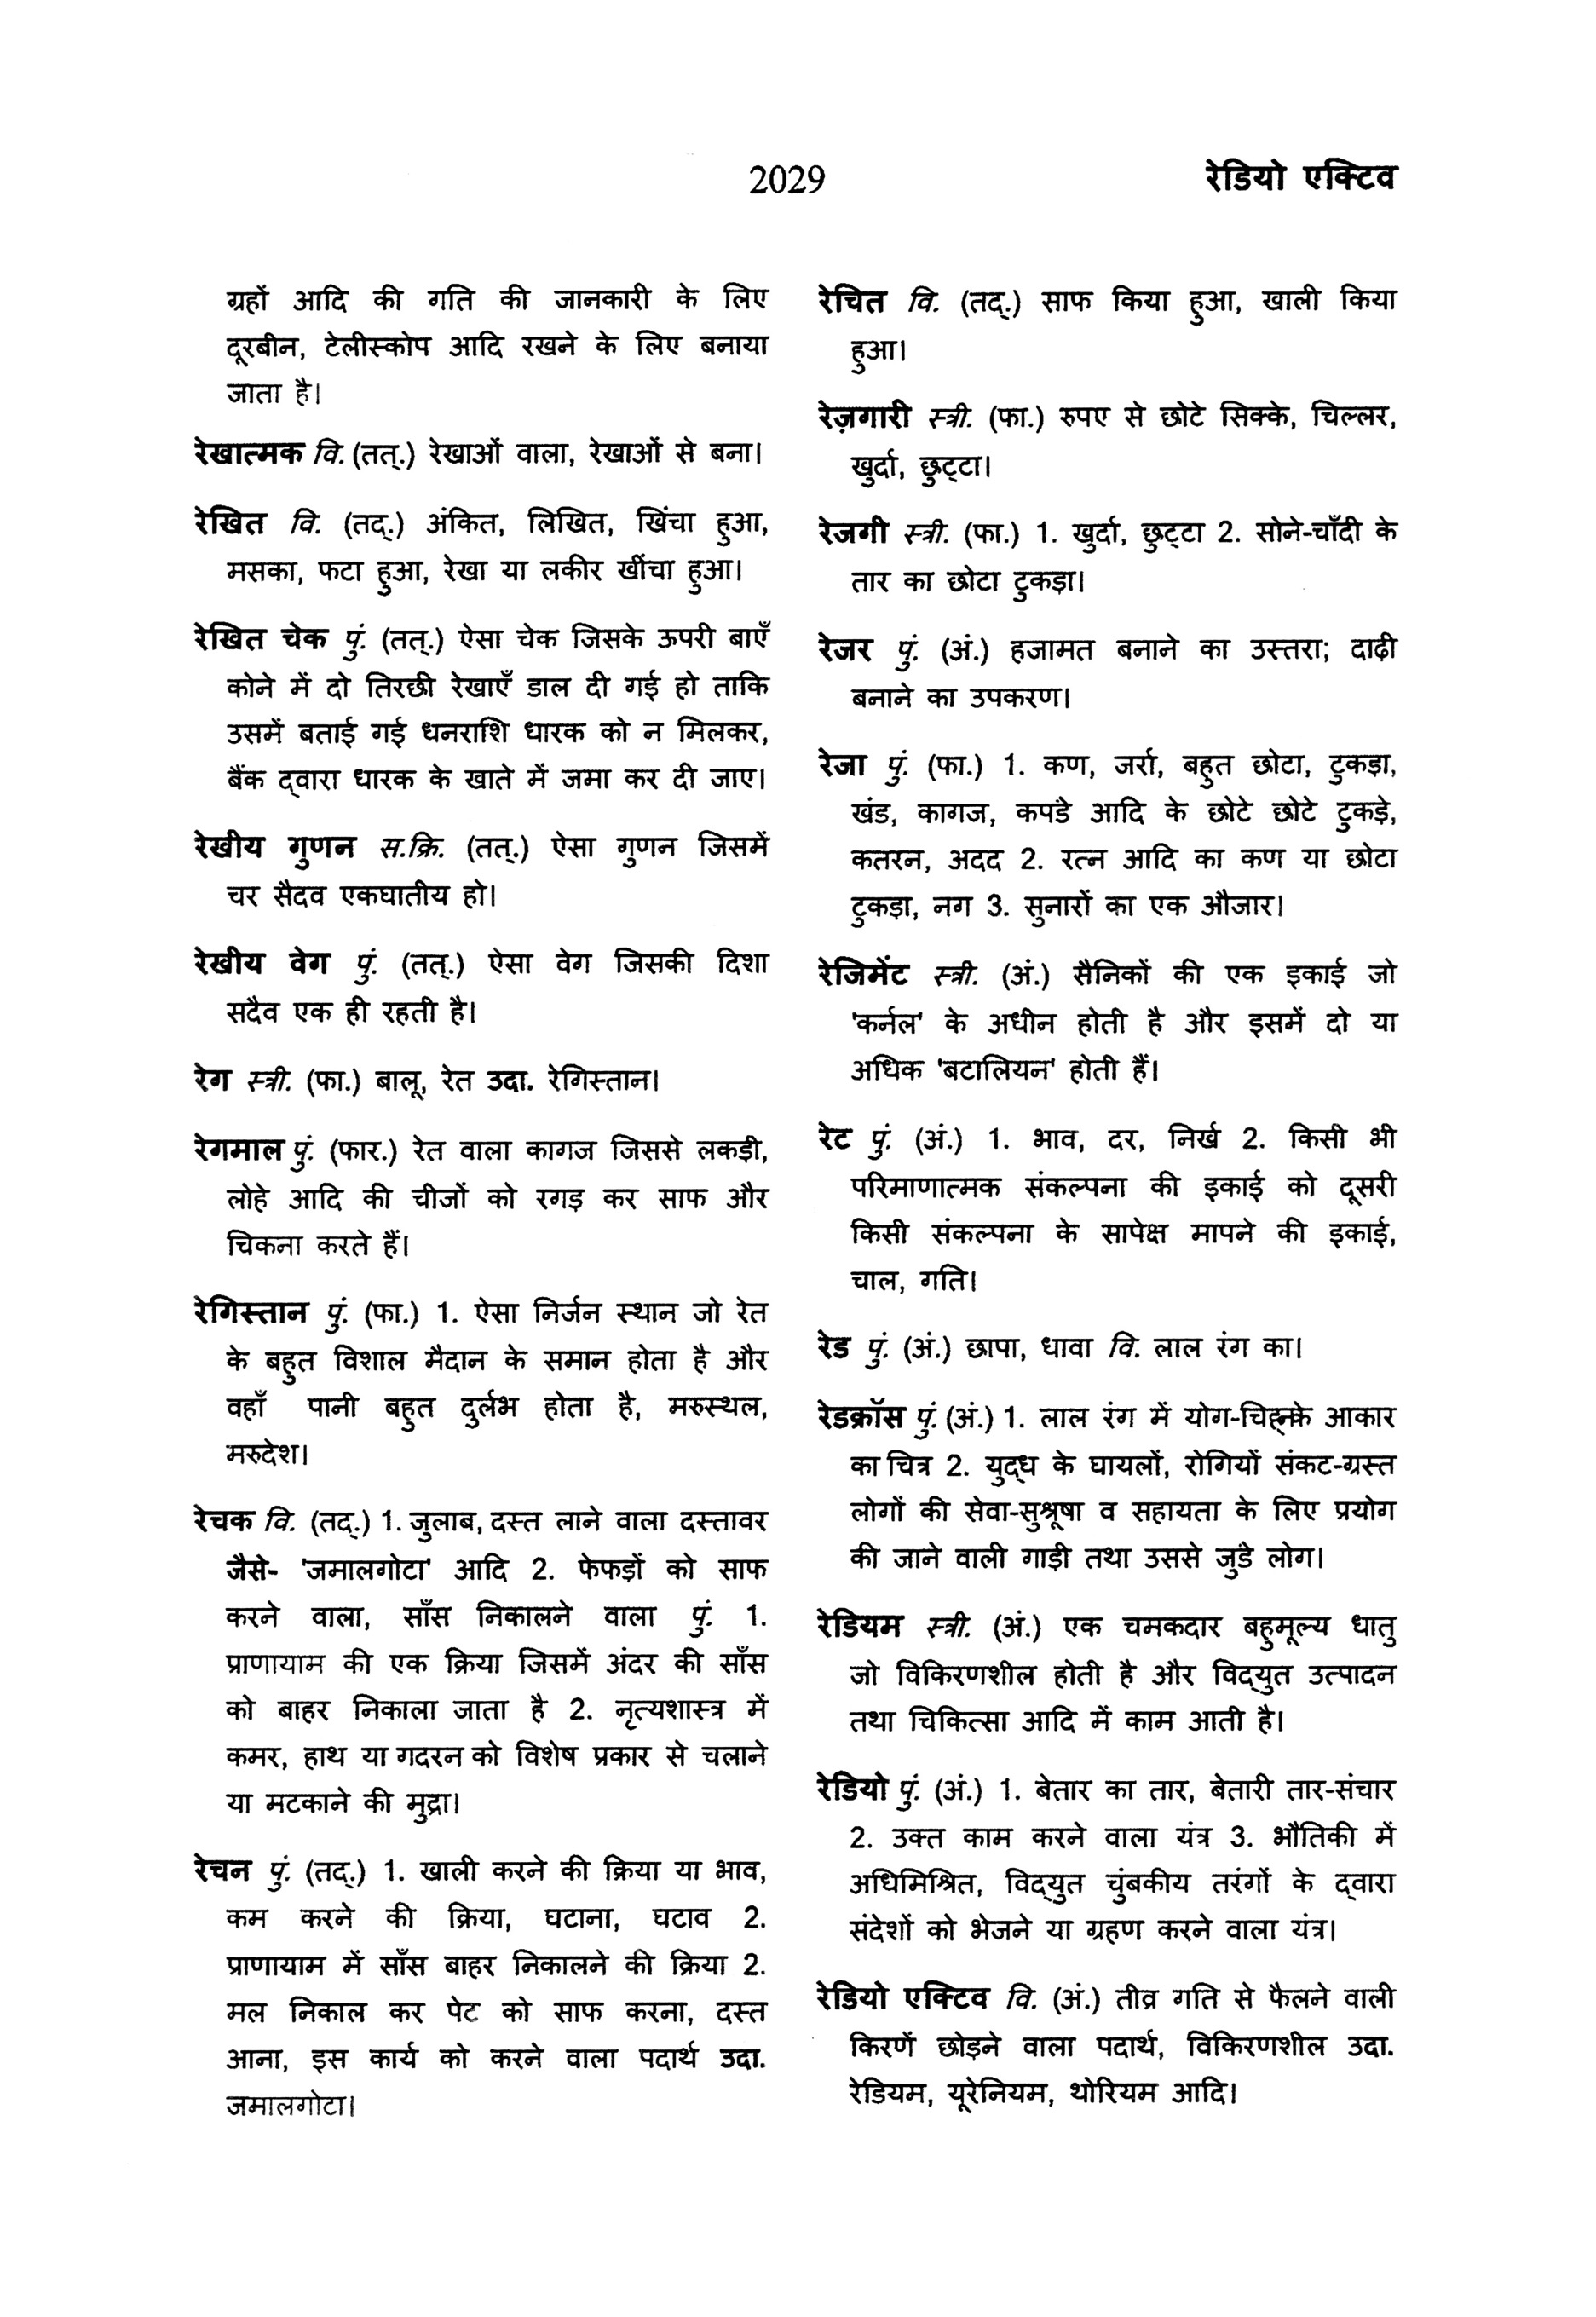 2029
रेडियो एक्टिव
ग्रहों आदि की गति की जानकारी के लिए
दूरबीन, टेलीस्कोप आदि रखने के लिए बनाया
जाता है।
रेखात्मक वि. (तत्.) रेखाओं वाला, रेखाओं से बना।
रेखित वि. (तद्.) अंकित, लिखित, खिंचा हुआ,
मसका, फटा हुआ, रेखा या लकीर खींचा हुआ।
रेखित चेक पुं. (तत्.) ऐसा चेक जिसके ऊपरी बाएँ
कोने में दो तिरछी रेखाएँ डाल दी गई हो ताकि
उसमें बताई गई धनराशि धारक को न मिलकर,
बैंक द्‌वारा धारक के खाते में जमा कर दी जाए।
रेखीय गुणन स.क्रि. (तत्.) ऐसा गुणन जिसमें
चर सैदव एकघातीय हो।
रेखीय वेग पुं. (तत्.) ऐसा वेग जिसकी दिशा
सदैव एक ही रहती है।
रेग स्त्री. (फा.) बालू, रेत उदा. रेगिस्तान।
रेगमाल पुं. (फार.) रेत वाला कागज जिससे लकड़ी,
लोहे आदि की चीजों को रगड़ कर साफ और
चिकना करते हैं।
रेगिस्तान पुं. (फा.) 1. ऐसा निर्जन स्थान जो रेत
के बहुत विशाल मैदान के समान होता है और
वहाँ पानी बहुत दुर्लभ होता है, मरुस्थल,
मरुदेश।
रेचक वि. (तद्.) 1. जुलाब, दस्त लाने वाला दस्तावर
जैसे- 'जमालगोटा' आदि 2. फेफड़ों को साफ
करने वाला, साँस निकालने वाला पुं. 1.
प्राणायाम की एक क्रिया जिसमें अंदर की साँस
को बाहर निकाला जाता है 2. नृत्यशास्त्र में
कमर, हाथ या गदरन को विशेष प्रकार से चलाने
या मटकाने की मुद्रा।
रेचन पुं. (तद्.) 1. खाली करने की क्रिया या भाव,
कम करने की क्रिया, घटाना, घटाव 2.
प्राणायाम में साँस बाहर निकालने की क्रिया 2.
मल निकाल कर पेट को साफ करना, दस्त
आना, इस कार्य को करने वाला पदार्थ उदा.
जमालगोटा।
रेचित वि. (तद्.) साफ किया हुआ, खाली किया
हुआ।
रेज़गारी स्त्री. (फा.) रुपए से छोटे सिक्के, चिल्लर,
खुर्दा, छुट्‌टा।
रेजगी स्त्री. (फा.) 1. खुर्दा, छुट्‌टा 2. सोने-चाँदी के
तार का छोटा टुकड़ा।
रेजर पुं. (अं.) हजामत बनाने का उस्तरा; दाढ़ी
बनाने का उपकरण।
रेजा पुं. (फा.) 1. कण, जर्रा, बहुत छोटा, टुकड़ा,
खंड, कागज, कपडे आदि के छोटे छोटे टुकड़े,
कतरन, अदद 2. रत्न आदि का कण या छोटा
टुकड़ा, नग 3. सुनारों का एक औजार।
रेजिमेंट स्त्री. (अं.) सैनिकों की एक इकाई जो
'कर्नल' के अधीन होती है और इसमें दो या
अधिक 'बटालियन' होती हैं।
रेट पुं. (अं.) 1. भाव, दर, निर्ख 2. किसी भी
परिमाणात्मक संकल्पना की इकाई को दूसरी
किसी संकल्पना के सापेक्ष मापने की इकाई,
चाल, गति।
रेड पुं. (अं.) छापा, धावा वि. लाल रंग का।
रेडक्रॉस पुं. (अं.) 1. लाल रंग में योग-चिह्‌नके आकार
का चित्र 2. युद्‌ध के घायलों, रोगियों संकट-ग्रस्त
लोगों की सेवा-सुश्रूषा व सहायता के लिए प्रयोग
की जाने वाली गाड़ी तथा उससे जुडे लोग।
रेडियम स्त्री. (अं.) एक चमकदार बहुमूल्य धातु
जो विकिरणशील होती है और विद्‌युत उत्पादन
तथा चिकित्सा आदि में काम आती है।
रेडियो पुं. (अं.) 1. बेतार का तार, बेतारी तार-संचार
2. उक्त काम करने वाला यंत्र 3. भौतिकी में
अधिमिश्रित, विद्‌युत चुंबकीय तरंगों के द्‌वारा
संदेशों को भेजने या ग्रहण करने वाला यंत्र।
रेडियो एक्टिव वि. (अं.) तीव्र गति से फैलने वाली
किरणें छोड़ने वाला पदार्थ, विकिरणशील उदा.
रेडियम, यूरेनियम, थोरियम आदि।